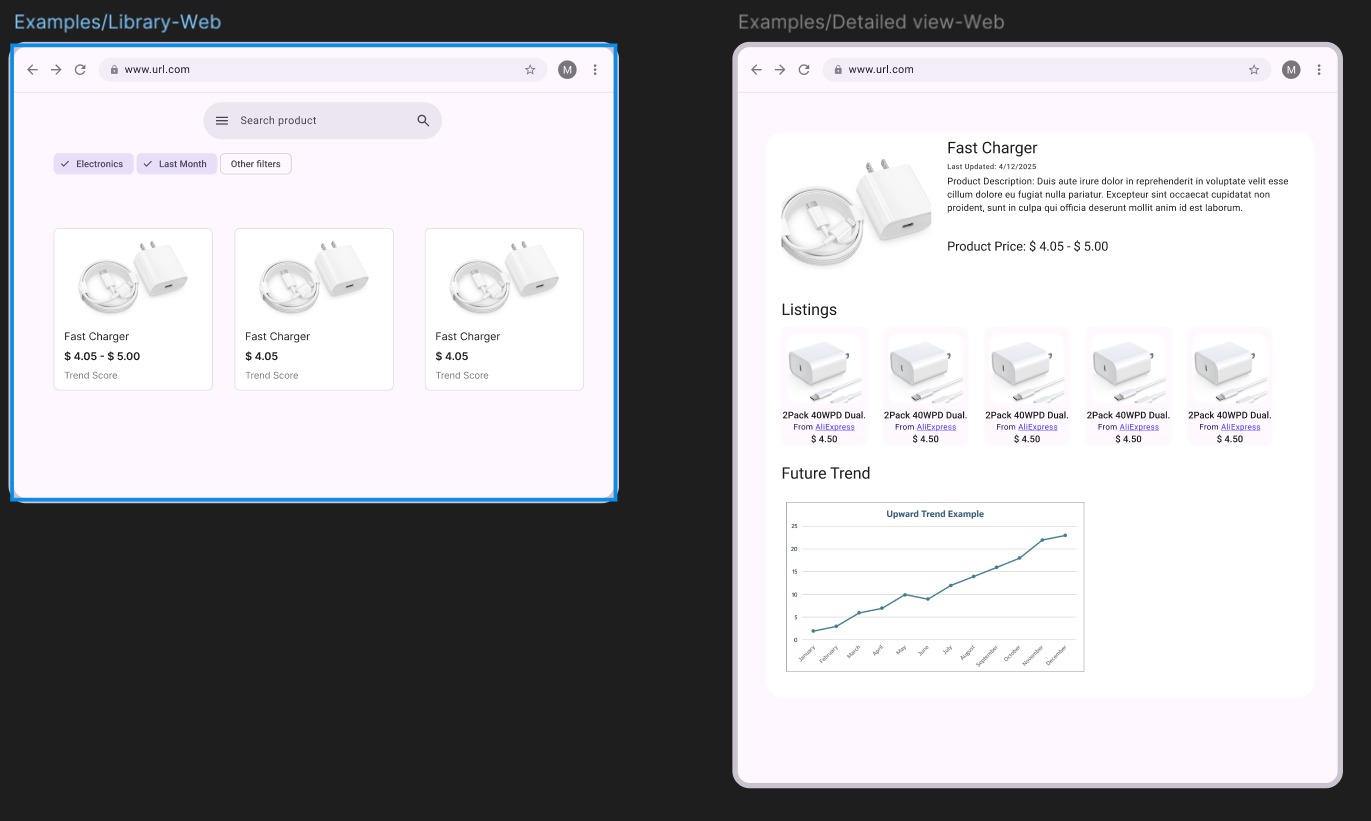 Examples/Library-Web
www.url.com
M
Search product
Electronics
Last Month
Other filters
Fast Charger
$ 4.05 - $ 5.00
Trend Score
Fast Charger
$ 4.05
Trend Score
Fast Charger
$ 4.05
Trend Score
Examples/Detailed view-Web
www.url.com
M
Fast Charger
Last Updated: 4/12/2025
Product Description: Duis aute irure dolor in reprehenderit in voluptate velit esse
cillum dolore eu fugiat nulla pariatur. Excepteur sint occaecat cupidatat non
proident, sunt in culpa qui officia deserunt mollit anim id est laborum.
Product Price: $ 4.05 - $ 5.00
Listings
2Pack 40WPD Dual.
From AliExpress
$ 4.50
2Pack 40WPD Dual.
From AliExpress
$ 4.50
2Pack 40WPD Dual.
From AliExpress
$ 4.50
2Pack 40WPD Dual.
From AliExpress
$ 4.50
2Pack 40WPD Dual.
From AliExpress
$ 4.50
Future Trend
Upward Trend Example
25
20
15
10
5
0
January
February
March
April
May
June
July
August
September
October
November
December